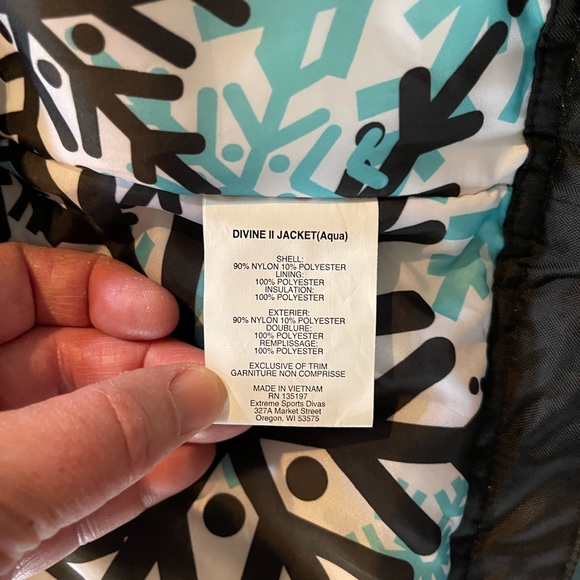 DIVINE II JACKET(Aqua)
SHELL:
90% NYLON 10% POLYESTER
LINING:
100% POLYESTER
INSULATION:
100% POLYESTER
EXTERIER:
90% NYLON 10% POLYESTER
DOUBLURE:
100% POLYESTER
REMPLISSAGE:
100% POLYESTER
EXCLUSIVE OF TRIM
GARNITURE NON COMPRISSE
MADE IN VIETNAM
RN 135197
Extreme Sports Divas
327A Market Street
Oregon, WI 53575